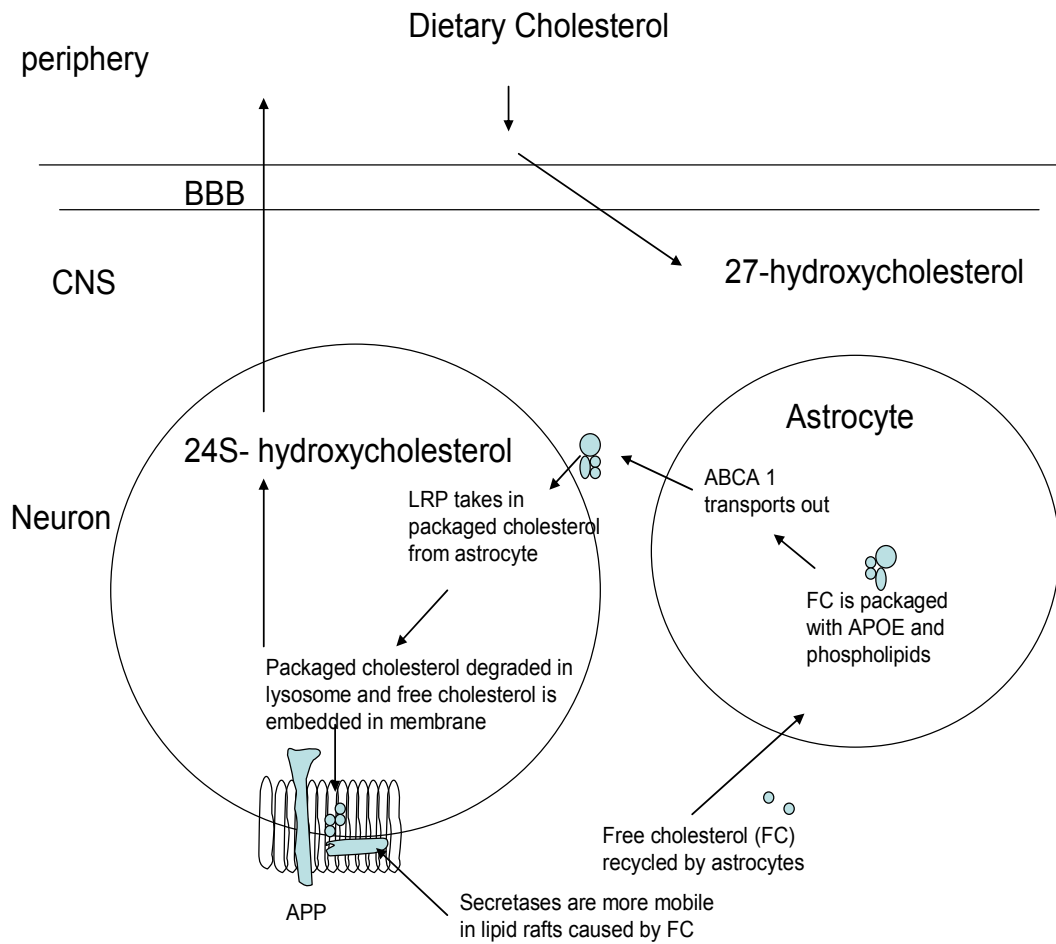 Dietary Cholesterol
periphery
BBB
CNS
27-hydroxycholesterol
Astrocyte
24S- hydroxycholesterol
ABCA 1
transports out
LRP takes in
packaged cholesterol
from astrocyte
Neuron
FC is packaged
with APOE and
phospholipids
Packaged cholesterol degraded in
lysosome and free cholesterol is
embedded in membrane
Free cholesterol (FC)
recycled by astrocytes
APP
Secretases are more mobile
in lipid rafts caused by FC